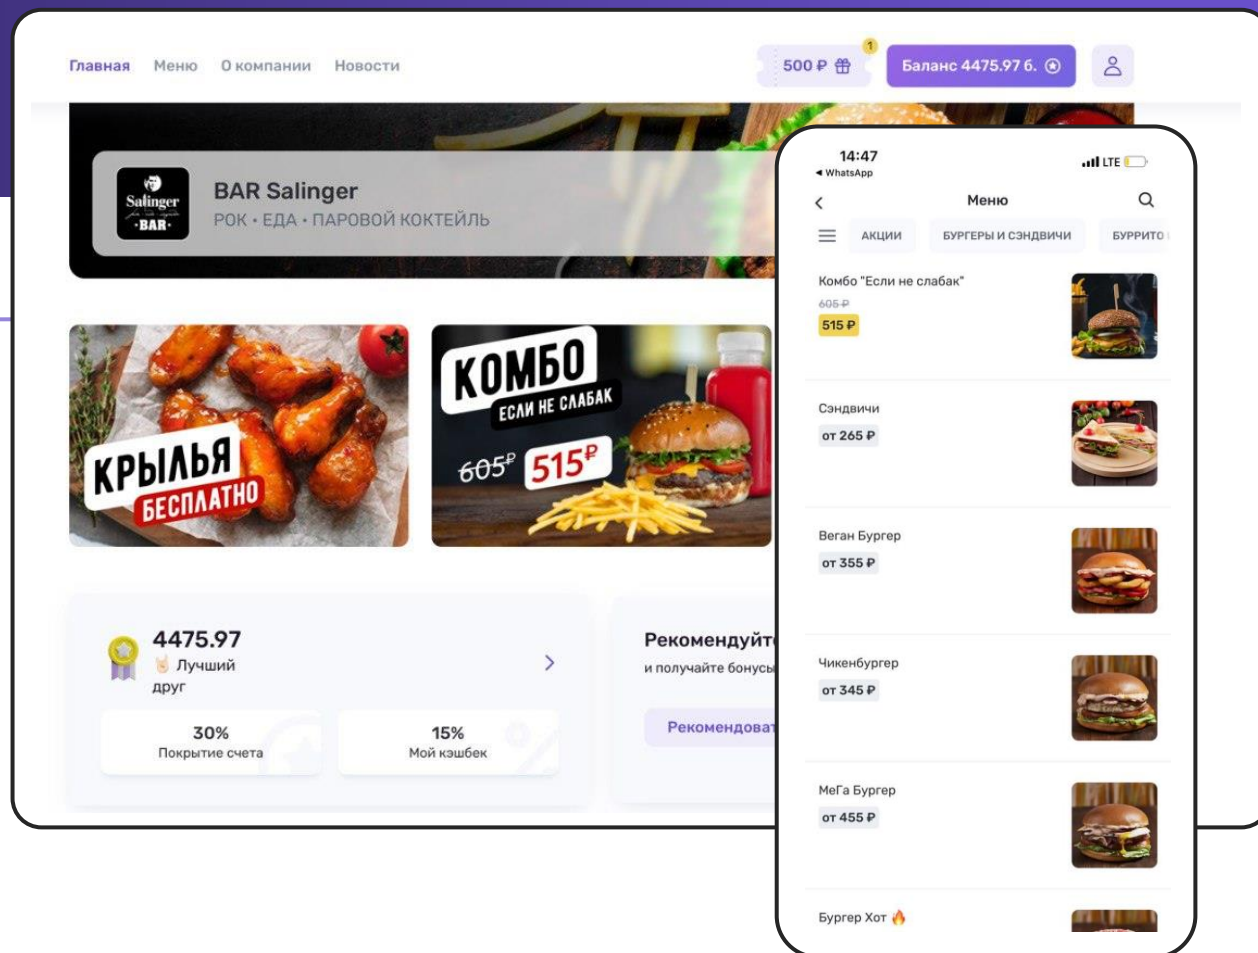 Главная Меню О компании Новости
1
500 ₽
Баланс 4475.97 б.
Salinger
·BAR·
BAR Salinger
РОК • ЕДА • ПАРОВОЙ КОКТЕЙЛЬ
КРЫЛЬЯ
БЕСПЛАТНО
КОМБО
ЕСЛИ НЕ СЛАБАК
605₽ 515₽
4475.97
🤘🏻 Лучший
друг
30%
Покрытие счета
15%
Мой кэшбек
Рекомендуйте
и получайте бонусы
Рекомендоват
14:47
◀ WhatsApp
LTE
Меню
АКЦИИ
БУРГЕРЫ И СЭНДВИЧИ
БУРРИТО
Комбо "Если не слабак"
605 ₽
515 ₽
Сэндвичи
от 265 ₽
Веган Бургер
от 355 ₽
Чикенбургер
от 345 ₽
МеГа Бургер
от 455 ₽
Бургер Хот 🔥